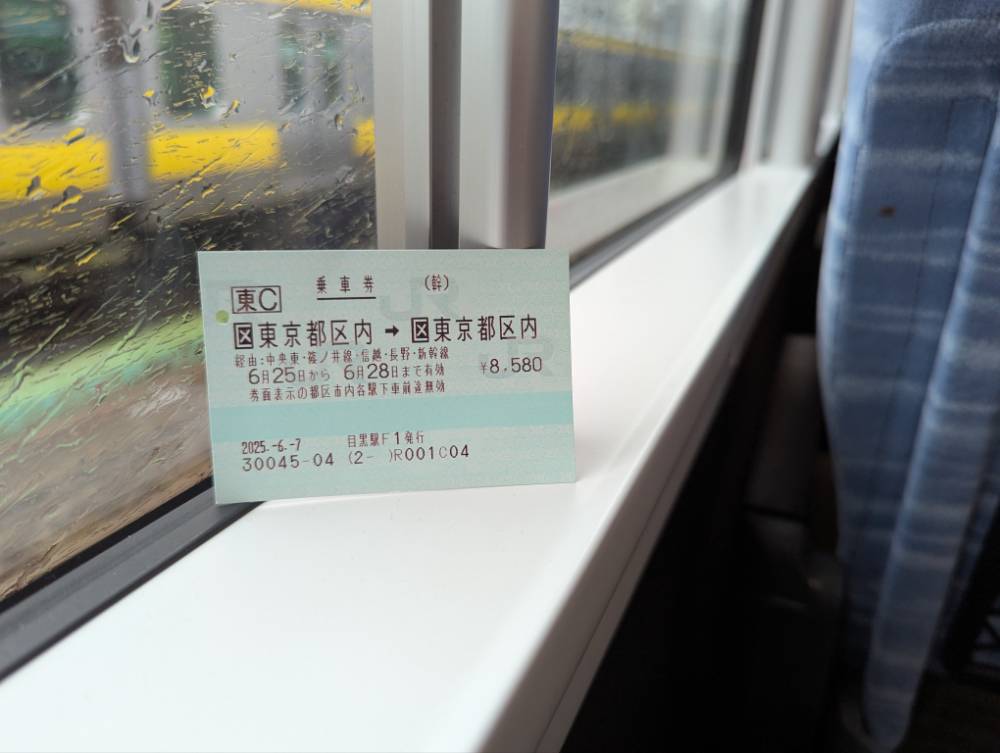 乗車券 (幹)
東C
区東京都区内 → 区東京都区内
経由:中央東・篠ノ井線・信越・長野・新幹線
6月25日から 6月28日まで有効 ¥8,580
券面表示の都区市内各駅下車前途無効
2025.-6.-7 目黒駅F1発行
30045-04 (2- )R001C04